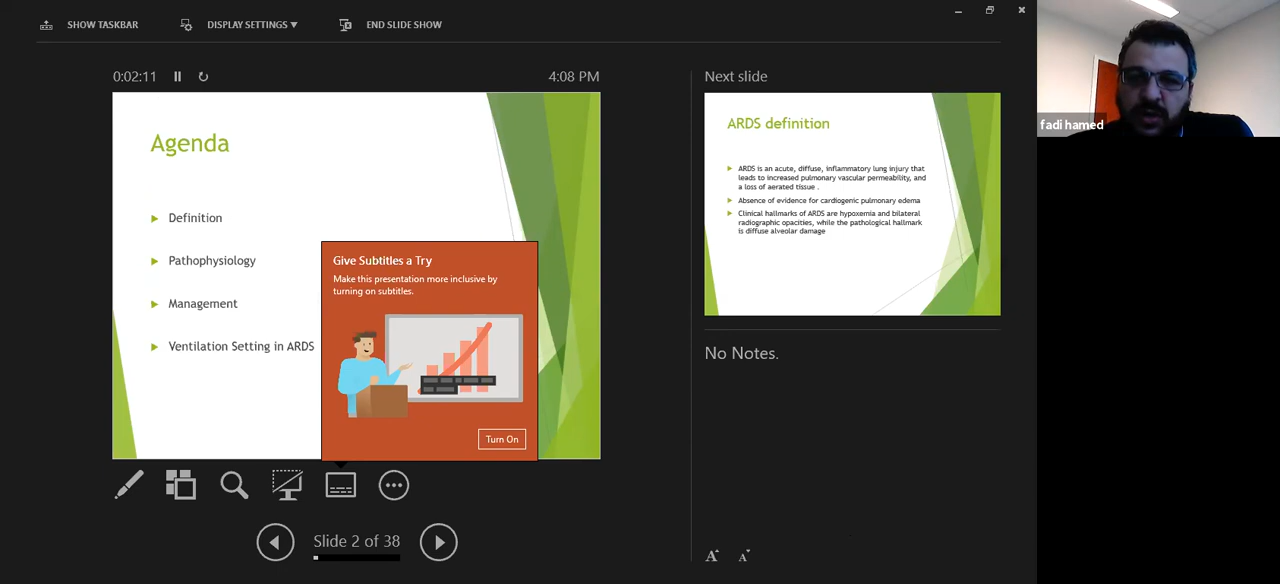 SHOW TASKBAR
DISPLAY SETTINGS
END SLIDE SHOW
0:02:11
4:08 PM
Agenda
Definition
Pathophysiology
Management
Ventilation Setting in ARDS
Give Subtitles a Try
Make this presentation more inclusive by
turning on subtitles.
Turn On
Slide 2 of 38
Next slide
ARDS definition
ARDS is an acute, diffuse, inflammatory lung injury that
leads to increased pulmonary vascular permeability, and
a loss of aerated tissue .
Absence of evidence for cardiogenic pulmonary edema
Clinical hallmarks of ARDS are hypoxemia and bilateral
radiographic opacities, while the pathological hallmark
is diffuse alveolar damage
No Notes.
A A
fadi hamed